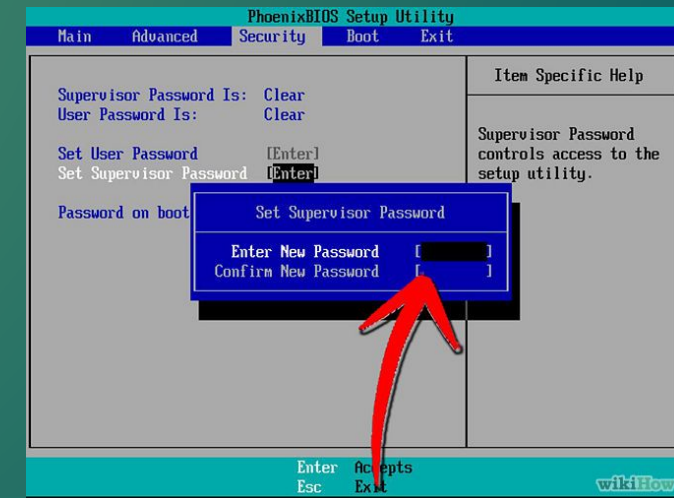 PhoenixBIOS Setup Utility
Main Advanced Security Boot Exit
Item Specific Help
Supervisor Password Is: Clear
User Password Is: Clear
Supervisor Password
controls access to the
setup utility.
Set User Password [Enter]
Set Supervisor Password [Enter]
Password on boot
Set Supervisor Password
Enter New Password [ ]
Confirm New Password [ ]
Enter Accepts
Esc Exit
wikiHow